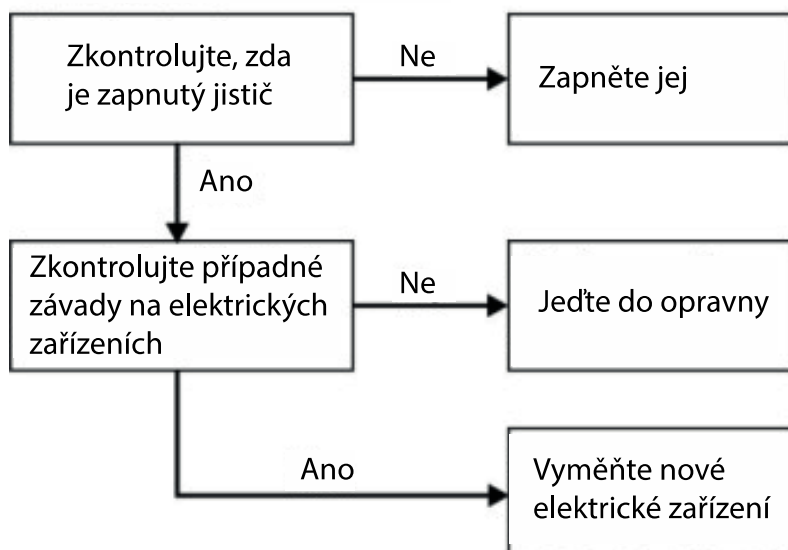 Zkontrolujte, zda
je zapnutý jistič
Ne
Zapněte jej
Ano
Zkontrolujte případné
závady na elektrických
zařízeních
Ne
Jeďte do opravny
Ano
Vyměňte nové
elektrické zařízení